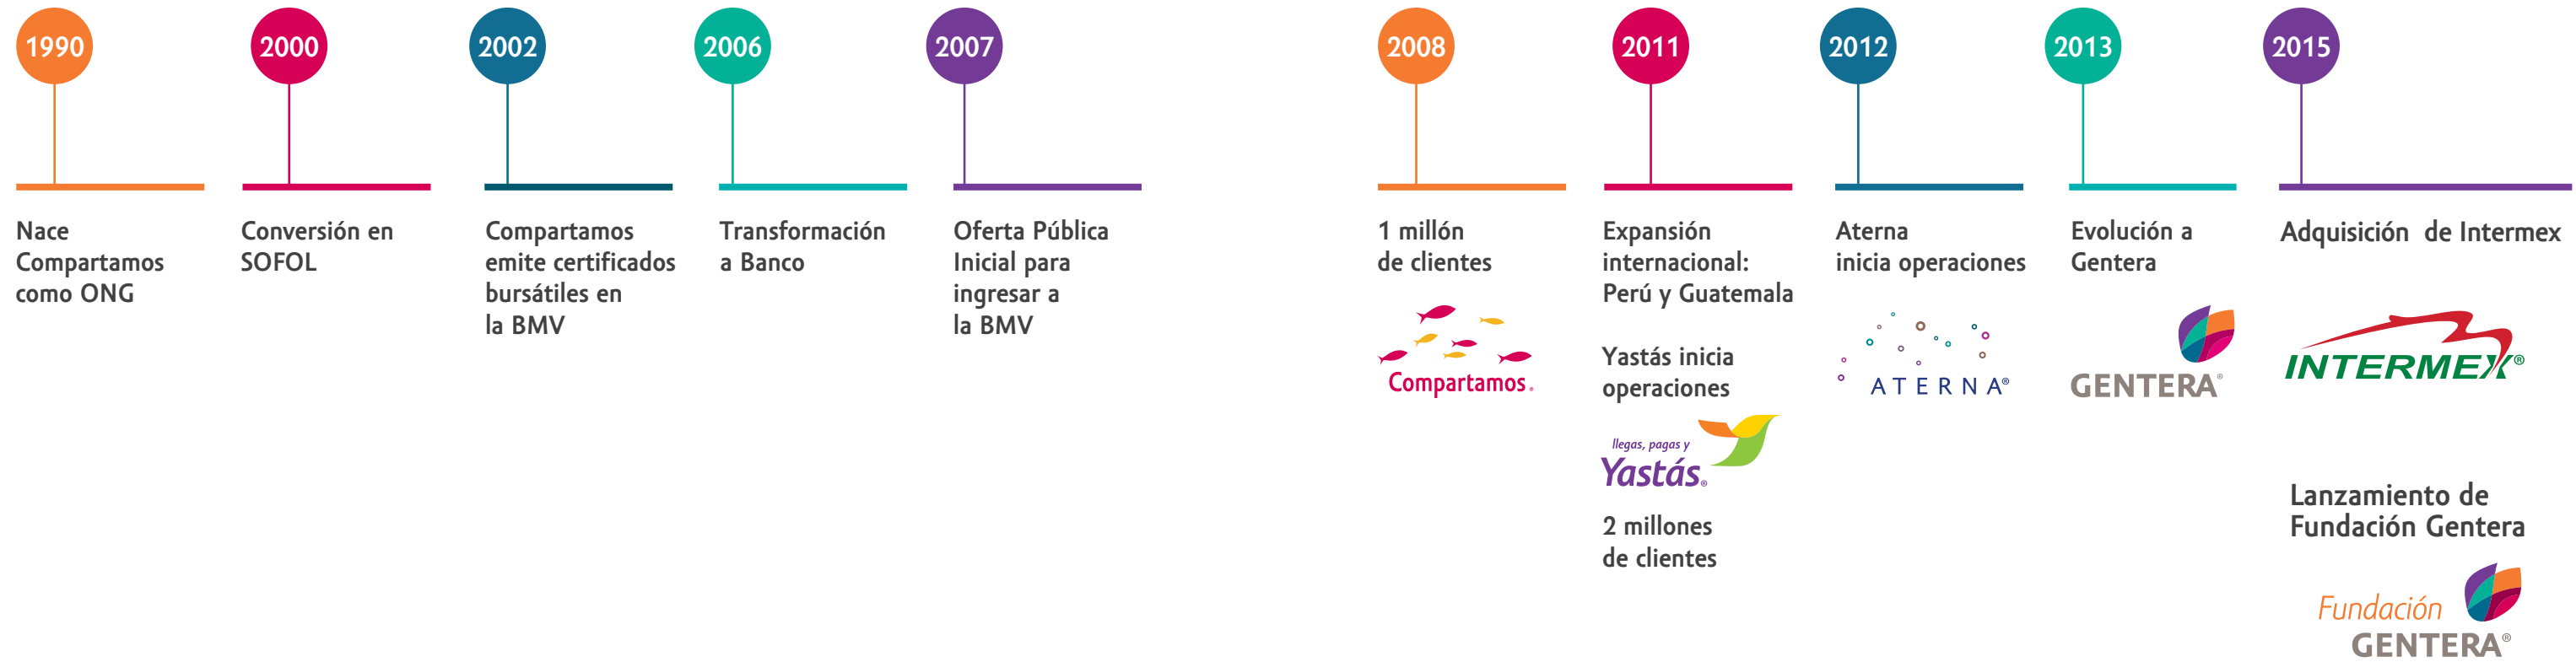 1990
Nace
Compartamos
como ONG
2000
Conversión en
SOFOL
2002
Compartamos
emite certificados
bursátiles en
la BMV
2006
Transformación
a Banco
2007
Oferta Pública
Inicial para
ingresar a
la BMV
2008
1 millón
de clientes
Compartamos®
2011
Expansión
internacional:
Perú y Guatemala
Yastás inicia
operaciones
llegas, pagas y
Yastás®
2 millones
de clientes
2012
Aterna
inicia operaciones
ATERNA®
2013
Evolución a
Gentera
GENTERA®
2015
Adquisición de Intermex
INTERMEX®
Lanzamiento de
Fundación Gentera
Fundación
GENTERA®